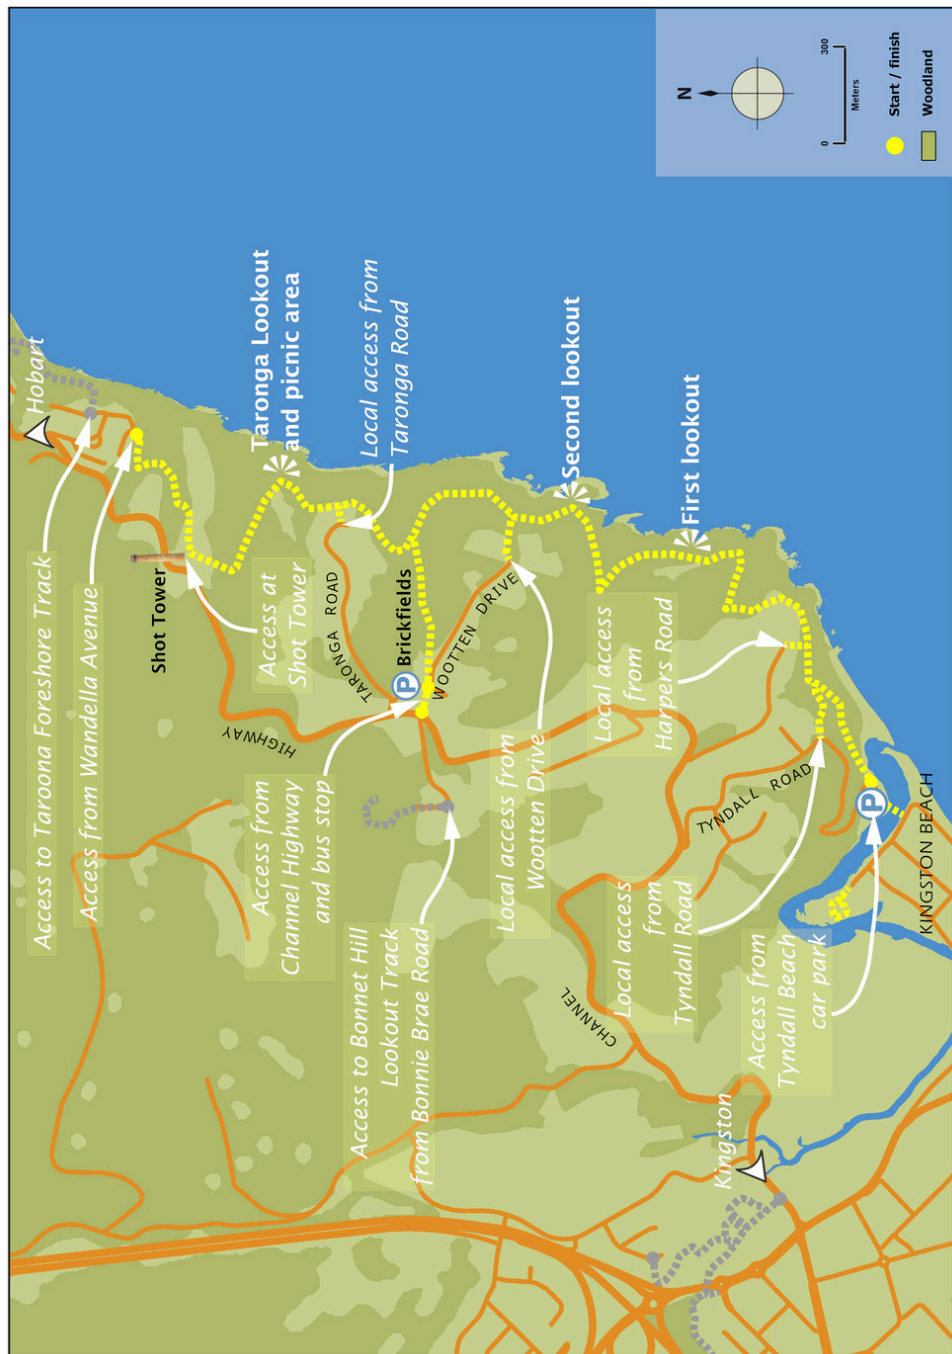 Access to Taroona Foreshore Track
Access from Wandella Avenue
Hobart
Shot Tower
Access at
Shot Tower
Taronga Lookout
and picnic area
Local access from
Taronga Road
TARONGA ROAD
HIGHWAY
Brickfields
P
WOOTTEN DRIVE
Access from
Channel Highway
and bus stop
Access to Bonnet Hill
Lookout Track
from Bonnie Brae Road
Local access from
Wootten Drive
Second lookout
First lookout
Local access
from
Harpers Road
Local access
from
Tyndall Road
TYNDALL ROAD
CHANNEL
Access from
Tyndall Beach
car park
P
KINGSTON BEACH
Kingston
N
0
300
Meters
Start / finish
Woodland